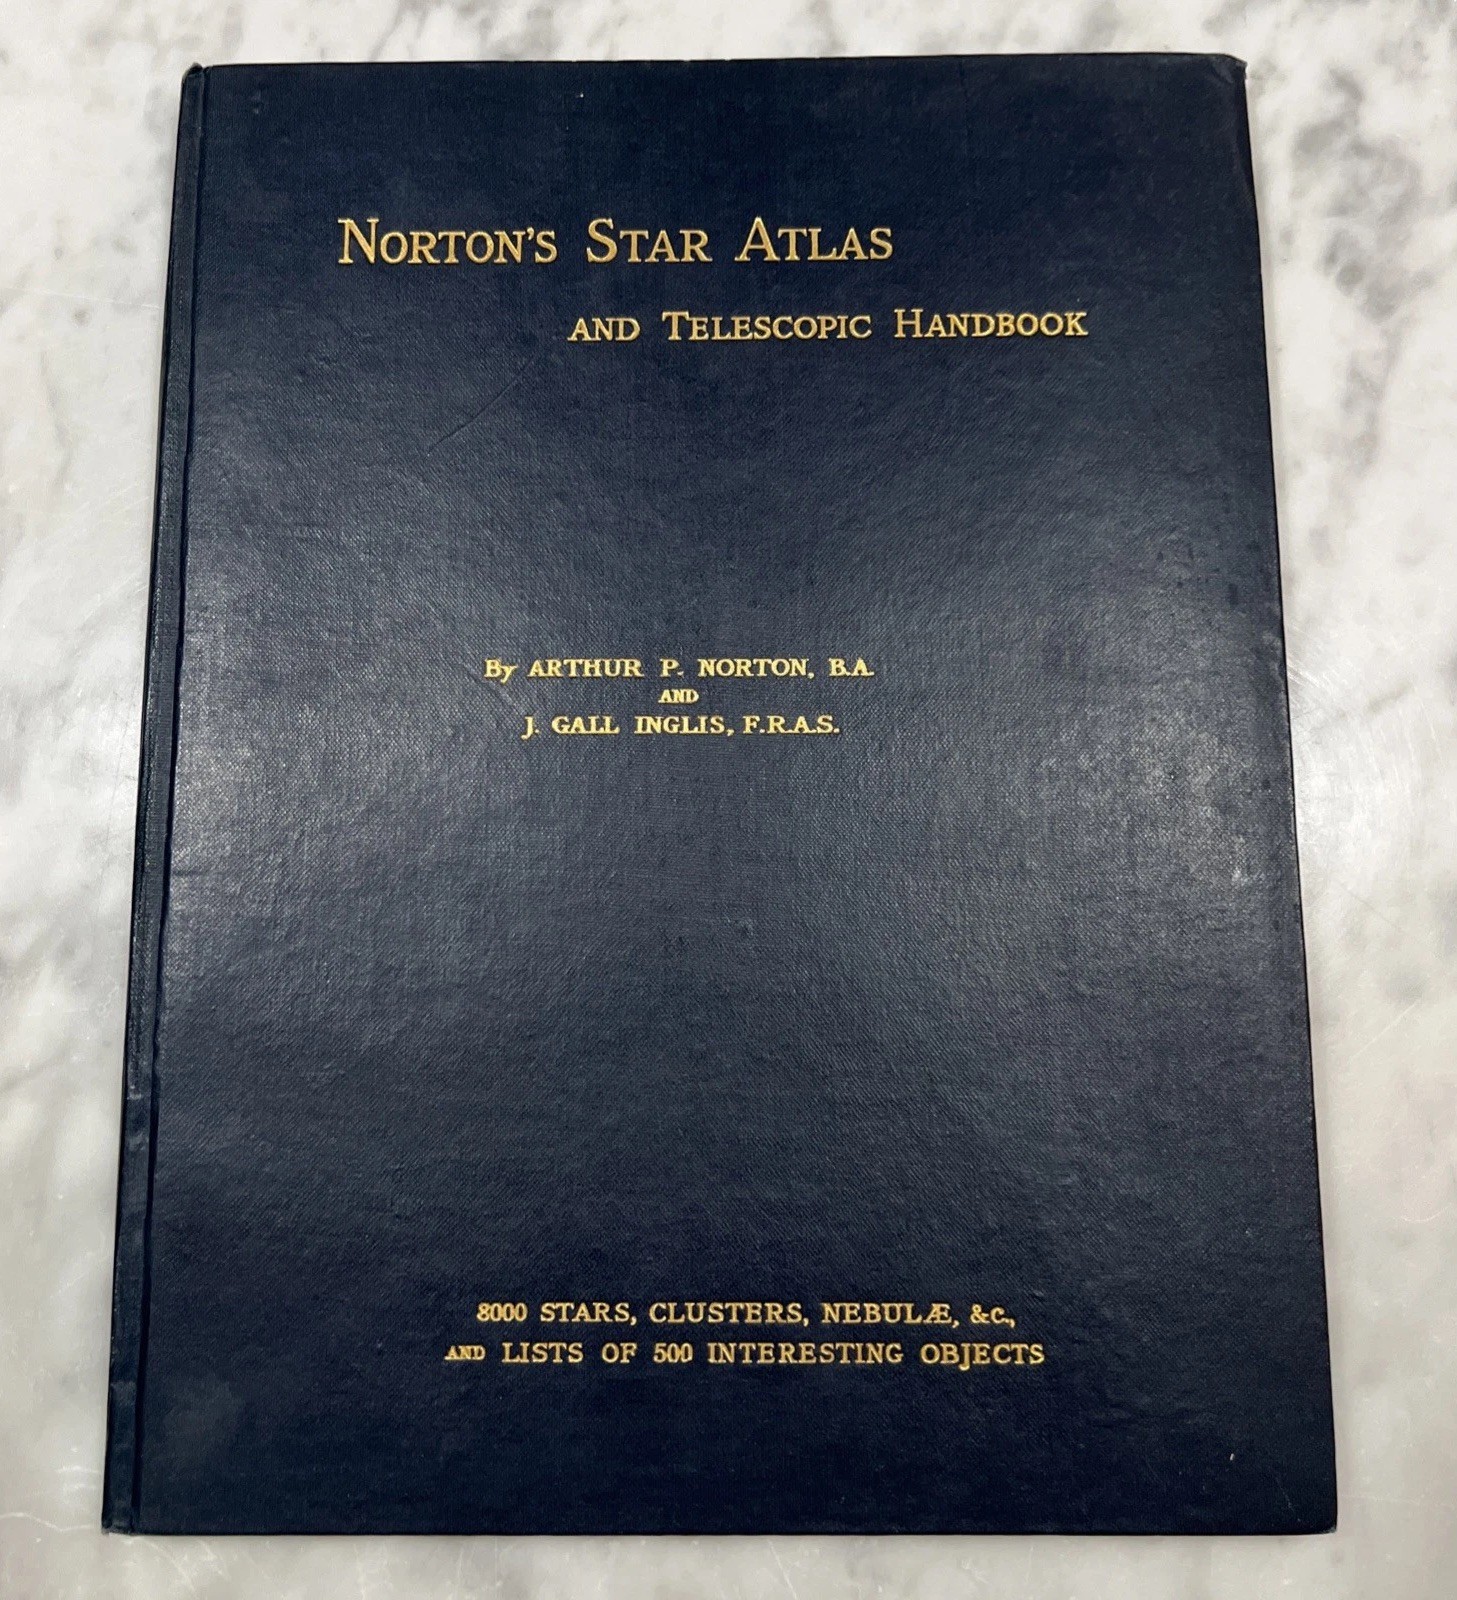 NORTON'S STAR ATLAS
AND TELESCOPIC HANDBOOK
By ARTHUR P. NORTON, B.A.
AND
J. GALL INGLIS, F.R.A.S.
8000 STARS, CLUSTERS, NEBULÆ, &c.,
AND LISTS OF 500 INTERESTING OBJECTS